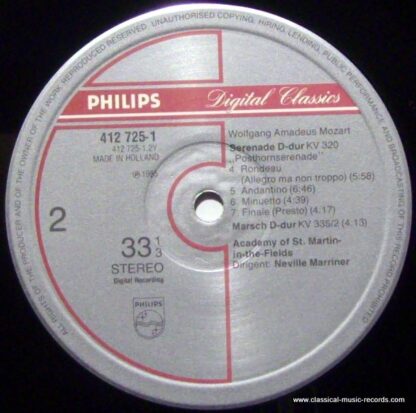 ALL RIGHTS OF THE PRODUCER AND OF THE OWNER OF THE WORK REPRODUCED RESERVED. UNAUTHORISED COPYING, HIRING, LENDING, PUBLIC PERFORMANCE AND BROADCASTING OF THIS RECORD PROHIBITED
PHILIPS
Digital Classics
412 725-1
412 725-1.2Y
MADE IN HOLLAND
℗ 1985
2
33 1/3
STEREO
Digital Recording
PHILIPS
Wolfgang Amadeus Mozart
Serenade D-dur KV 320
„Posthornserenade"
4 Rondeau
(Allegro ma non troppo) (5:58)
5 Andantino (6:46)
6 Minuetto (4:39)
7 Finale (Presto) (4.17)
Marsch D-dur KV 335/2 (4:13)
Academy of St. Martin-
in-the-Fields
Dirigent: Neville Marriner
www.classical-music-records.com